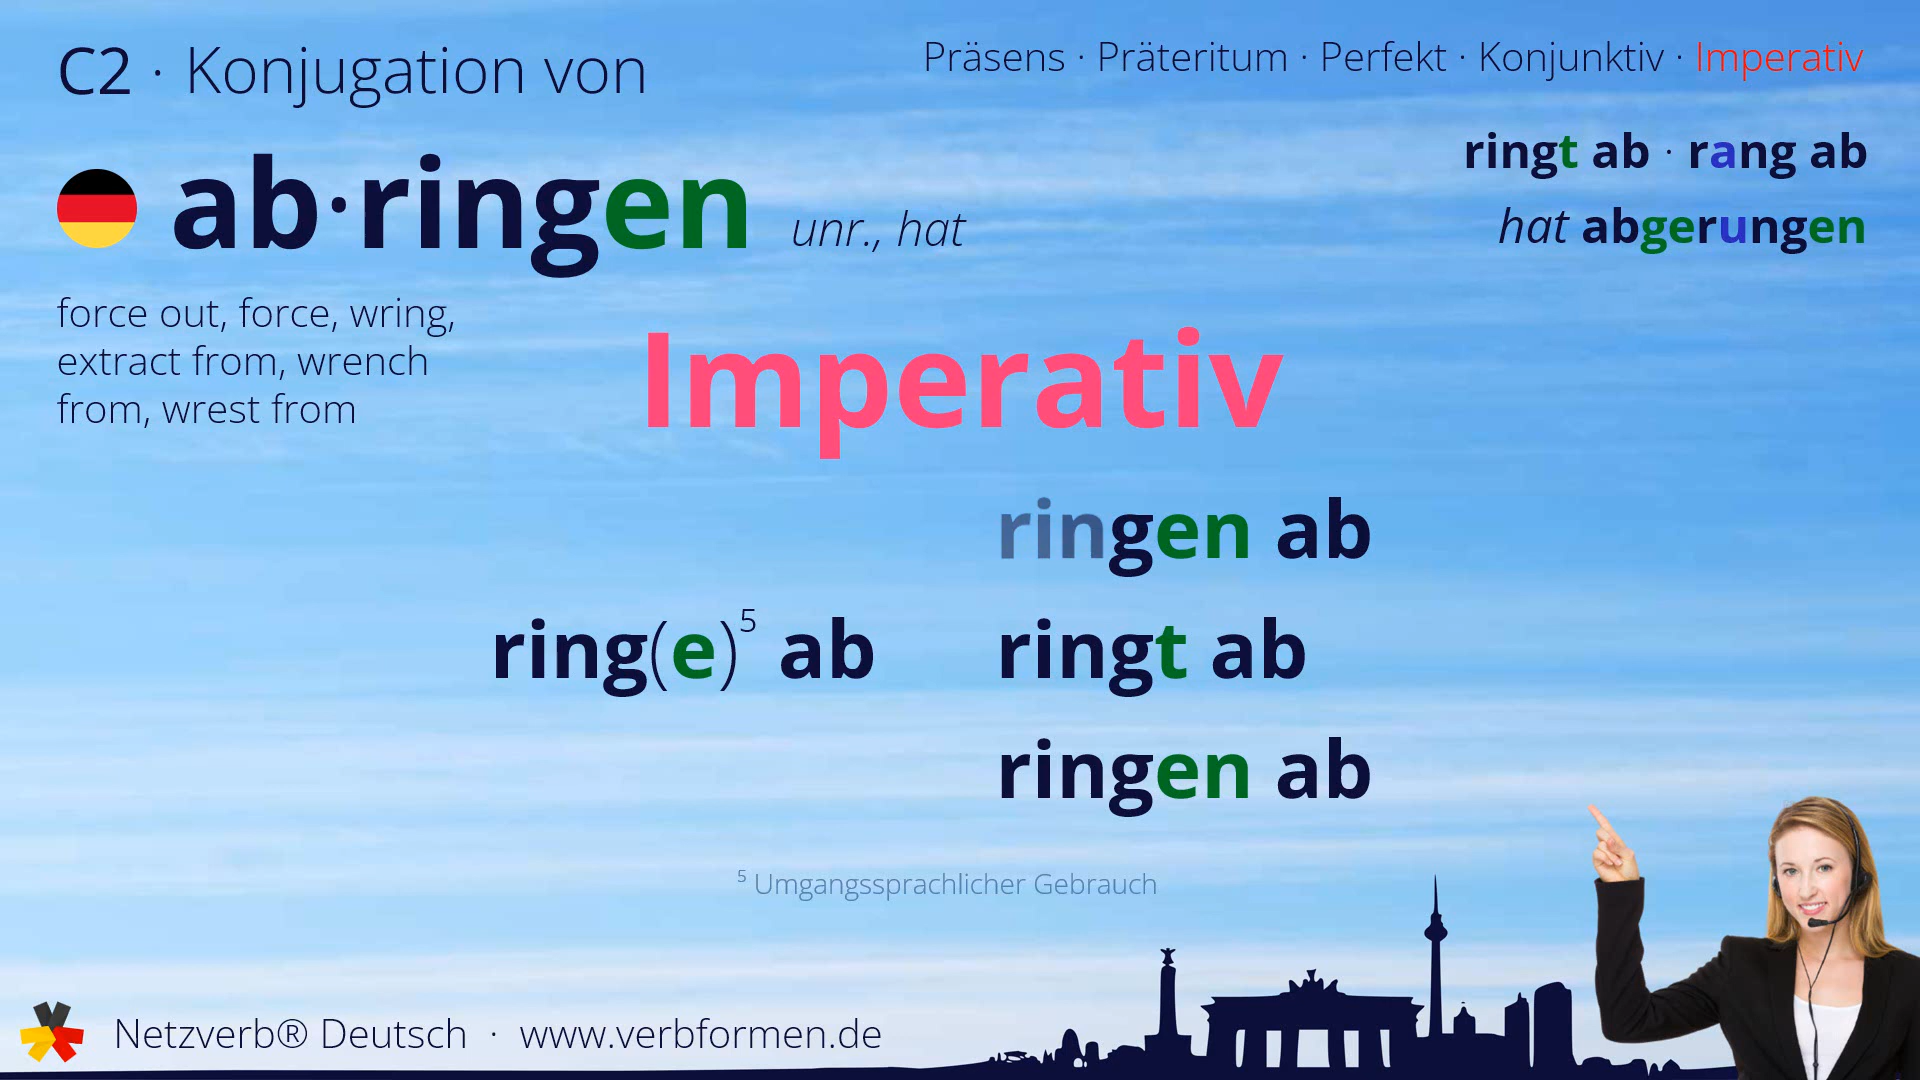 C2 · Konjugation von
Präsens · Präteritum · Perfekt · Konjunktiv · Imperativ
ab·ringen unr., hat
ringt ab · rang ab
hat abgerungen
force out, force, wring,
extract from, wrench
from, wrest from
Imperativ
ringen ab
ring(e)⁵ ab ringt ab
ringen ab
⁵ Umgangssprachlicher Gebrauch
Netzverb® Deutsch · www.verbformen.de